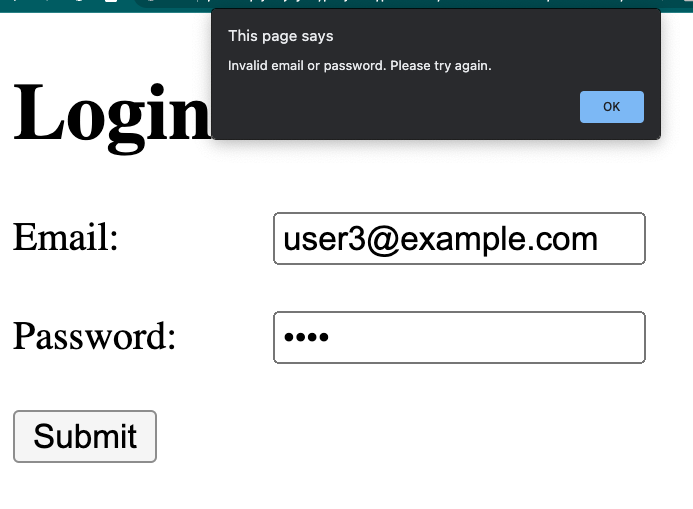 This page says
Invalid email or password. Please try again.
OK
Login
Email:
user3@example.com
Password:
••••
Submit